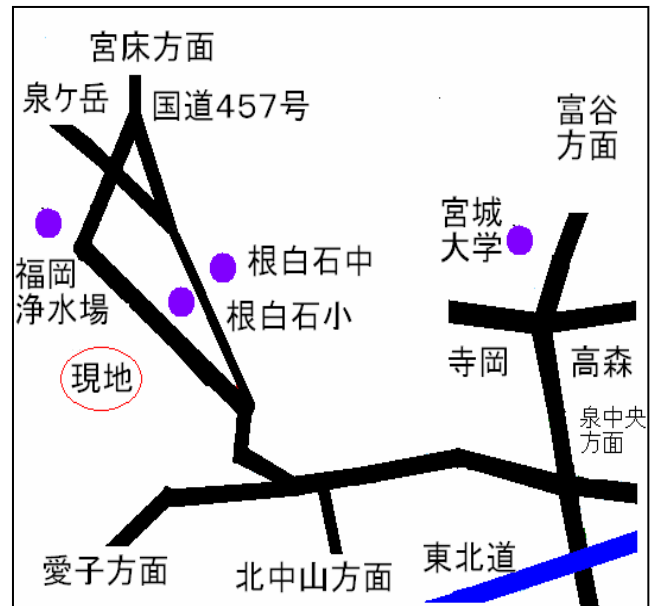 宮床方面
泉ケ岳
国道457号
富谷
方面
宮城
大学
根白石中
福岡
浄水場
根白石小
現地
寺岡
高森
泉中央
方面
愛子方面
北中山方面
東北道